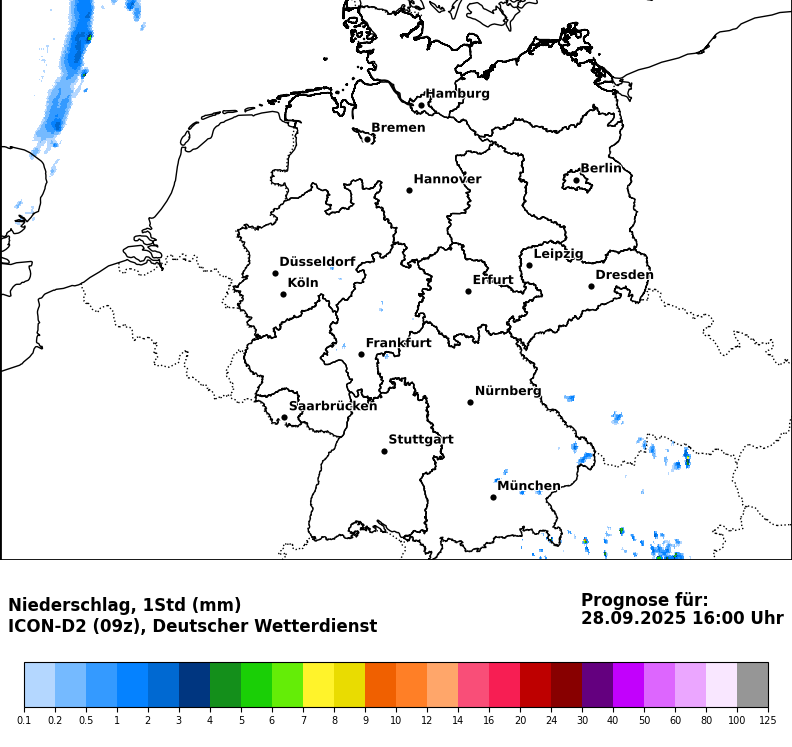 Hamburg
Bremen
Berlin
Hannover
Leipzig
Düsseldorf
Dresden
Köln
Erfurt
Frankfurt
Nürnberg
Saarbrücken
Stuttgart
München
Niederschlag, 1Std (mm)
ICON-D2 (09z), Deutscher Wetterdienst
Prognose für:
28.09.2025 16:00 Uhr
0.1 0.2 0.5 1 2 3 4 5 6 7 8 9 10 12 14 16 20 24 30 40 50 60 80 100 125